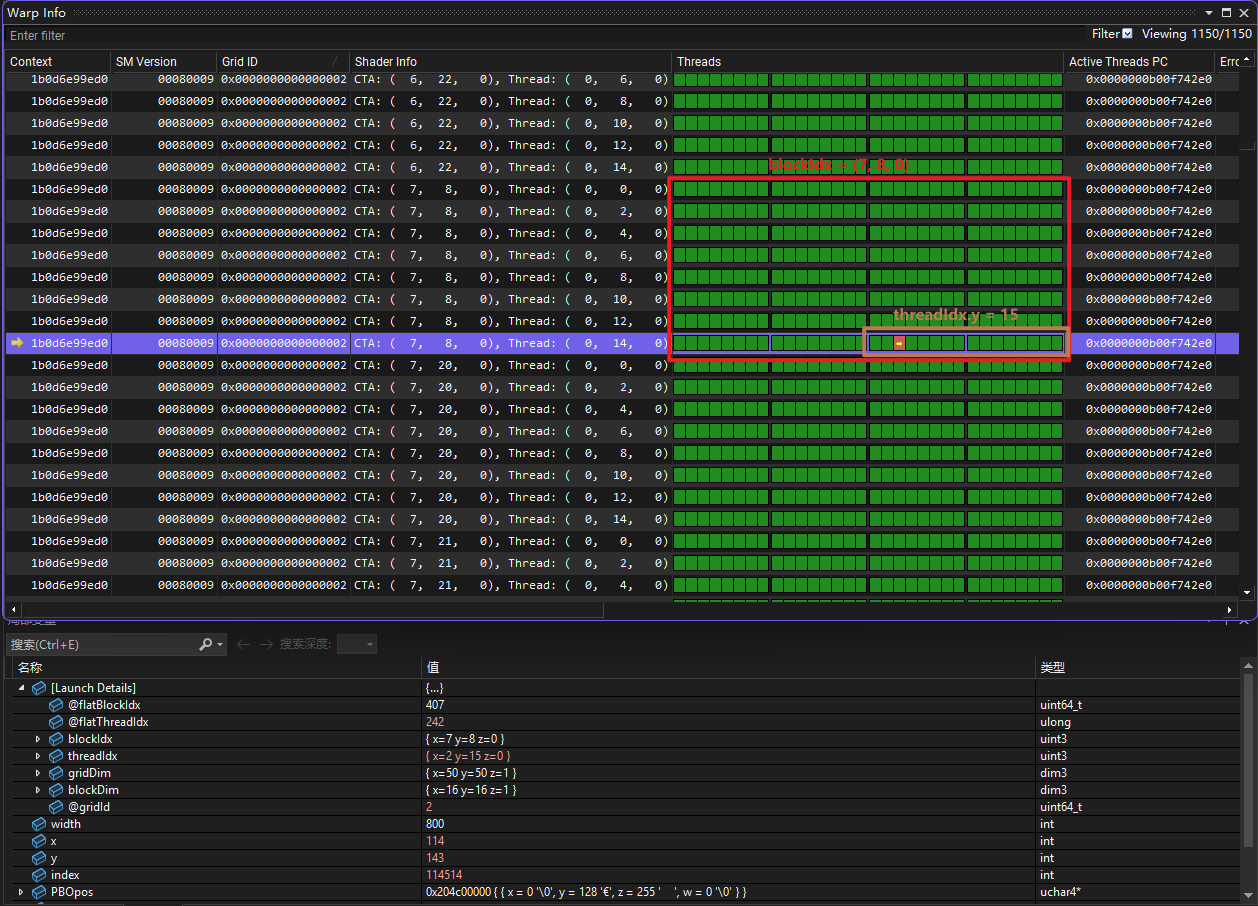 Warp Info
Enter filter
Filter Viewing 1150/1150
Context SM Version Grid ID Shader Info Threads Active Threads PC
1b0d6e99ed0 00080009 0x0000000000000002 CTA: ( 6, 22, 0), Thread: ( 0, 6, 0) 0x0000000b00f742e0
1b0d6e99ed0 00080009 0x0000000000000002 CTA: ( 6, 22, 0), Thread: ( 0, 8, 0) 0x0000000b00f742e0
1b0d6e99ed0 00080009 0x0000000000000002 CTA: ( 6, 22, 0), Thread: ( 0, 10, 0) 0x0000000b00f742e0
1b0d6e99ed0 00080009 0x0000000000000002 CTA: ( 6, 22, 0), Thread: ( 0, 12, 0) 0x0000000b00f742e0
1b0d6e99ed0 00080009 0x0000000000000002 CTA: ( 6, 22, 0), Thread: ( 0, 14, 0) 0x0000000b00f742e0
blockIdx = (7, 8, 0)
1b0d6e99ed0 00080009 0x0000000000000002 CTA: ( 7, 8, 0), Thread: ( 0, 0, 0) 0x0000000b00f742e0
1b0d6e99ed0 00080009 0x0000000000000002 CTA: ( 7, 8, 0), Thread: ( 0, 2, 0) 0x0000000b00f742e0
1b0d6e99ed0 00080009 0x0000000000000002 CTA: ( 7, 8, 0), Thread: ( 0, 4, 0) 0x0000000b00f742e0
1b0d6e99ed0 00080009 0x0000000000000002 CTA: ( 7, 8, 0), Thread: ( 0, 6, 0) 0x0000000b00f742e0
1b0d6e99ed0 00080009 0x0000000000000002 CTA: ( 7, 8, 0), Thread: ( 0, 8, 0) 0x0000000b00f742e0
1b0d6e99ed0 00080009 0x0000000000000002 CTA: ( 7, 8, 0), Thread: ( 0, 10, 0) 0x0000000b00f742e0
1b0d6e99ed0 00080009 0x0000000000000002 CTA: ( 7, 8, 0), Thread: ( 0, 12, 0) 0x0000000b00f742e0
threadIdx.y = 15
1b0d6e99ed0 00080009 0x0000000000000002 CTA: ( 7, 8, 0), Thread: ( 0, 14, 0) 0x0000000b00f742e0
1b0d6e99ed0 00080009 0x0000000000000002 CTA: ( 7, 20, 0), Thread: ( 0, 0, 0) 0x0000000b00f742e0
1b0d6e99ed0 00080009 0x0000000000000002 CTA: ( 7, 20, 0), Thread: ( 0, 2, 0) 0x0000000b00f742e0
1b0d6e99ed0 00080009 0x0000000000000002 CTA: ( 7, 20, 0), Thread: ( 0, 4, 0) 0x0000000b00f742e0
1b0d6e99ed0 00080009 0x0000000000000002 CTA: ( 7, 20, 0), Thread: ( 0, 6, 0) 0x0000000b00f742e0
1b0d6e99ed0 00080009 0x0000000000000002 CTA: ( 7, 20, 0), Thread: ( 0, 8, 0) 0x0000000b00f742e0
1b0d6e99ed0 00080009 0x0000000000000002 CTA: ( 7, 20, 0), Thread: ( 0, 10, 0) 0x0000000b00f742e0
1b0d6e99ed0 00080009 0x0000000000000002 CTA: ( 7, 20, 0), Thread: ( 0, 12, 0) 0x0000000b00f742e0
1b0d6e99ed0 00080009 0x0000000000000002 CTA: ( 7, 20, 0), Thread: ( 0, 14, 0) 0x0000000b00f742e0
1b0d6e99ed0 00080009 0x0000000000000002 CTA: ( 7, 21, 0), Thread: ( 0, 0, 0) 0x0000000b00f742e0
1b0d6e99ed0 00080009 0x0000000000000002 CTA: ( 7, 21, 0), Thread: ( 0, 2, 0) 0x0000000b00f742e0
1b0d6e99ed0 00080009 0x0000000000000002 CTA: ( 7, 21, 0), Thread: ( 0, 4, 0) 0x0000000b00f742e0
搜索(Ctrl+E) 搜索深度:
名称 值 类型
[Launch Details] {...}
@flatBlockIdx 407 uint64_t
@flatThreadIdx 242 ulong
blockIdx { x=7 y=8 z=0 } uint3
threadIdx { x=2 y=15 z=0 } uint3
gridDim { x=50 y=50 z=1 } dim3
blockDim { x=16 y=16 z=1 } dim3
@gridId 2 uint64_t
width 800 int
x 114 int
y 143 int
index 114514 int
PBOpos 0x204c00000 { { x = 0 '\0', y = 128 '€', z = 255 ' ', w = 0 '\0' } } uchar4*